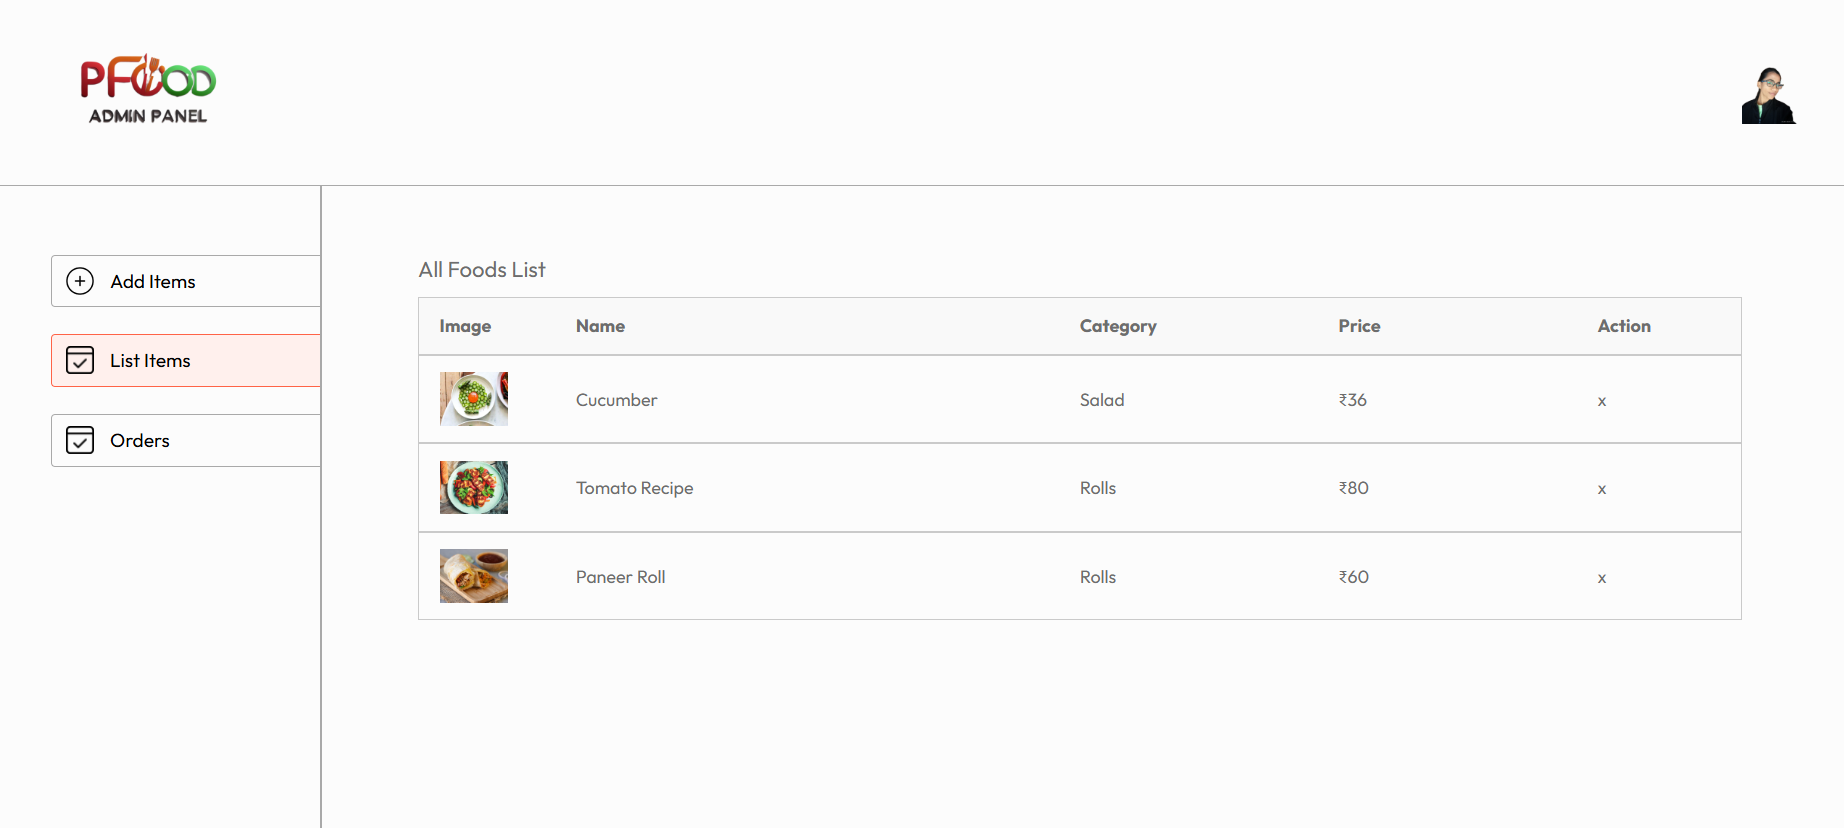 PFOOD
ADMIN PANEL
Add Items
List Items
Orders
All Foods List
Image Name Category Price Action
Cucumber Salad ₹36 x
Tomato Recipe Rolls ₹80 x
Paneer Roll Rolls ₹60 x